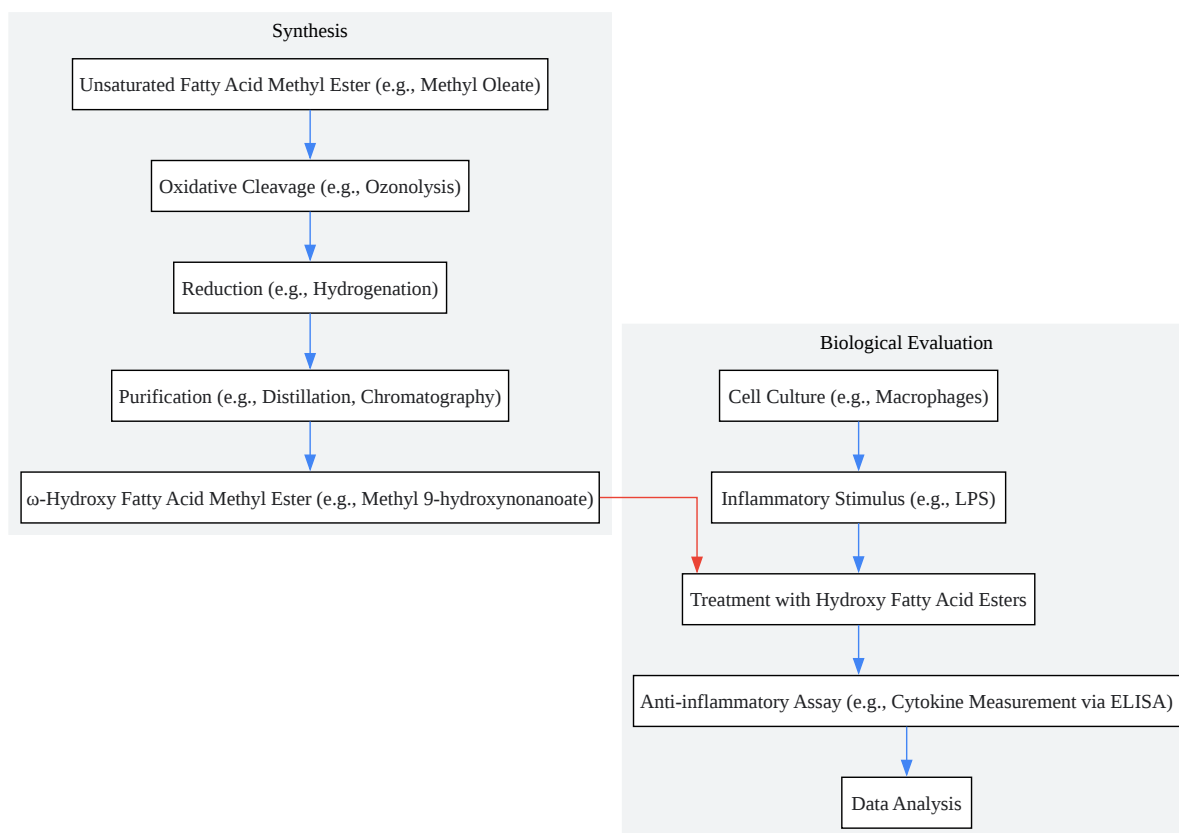 Synthesis
Unsaturated Fatty Acid Methyl Ester (e.g., Methyl Oleate)
Oxidative Cleavage (e.g., Ozonolysis)
Reduction (e.g., Hydrogenation)
Purification (e.g., Distillation, Chromatography)
ω-Hydroxy Fatty Acid Methyl Ester (e.g., Methyl 9-hydroxynonanoate)
Biological Evaluation
Cell Culture (e.g., Macrophages)
Inflammatory Stimulus (e.g., LPS)
Treatment with Hydroxy Fatty Acid Esters
Anti-inflammatory Assay (e.g., Cytokine Measurement via ELISA)
Data Analysis